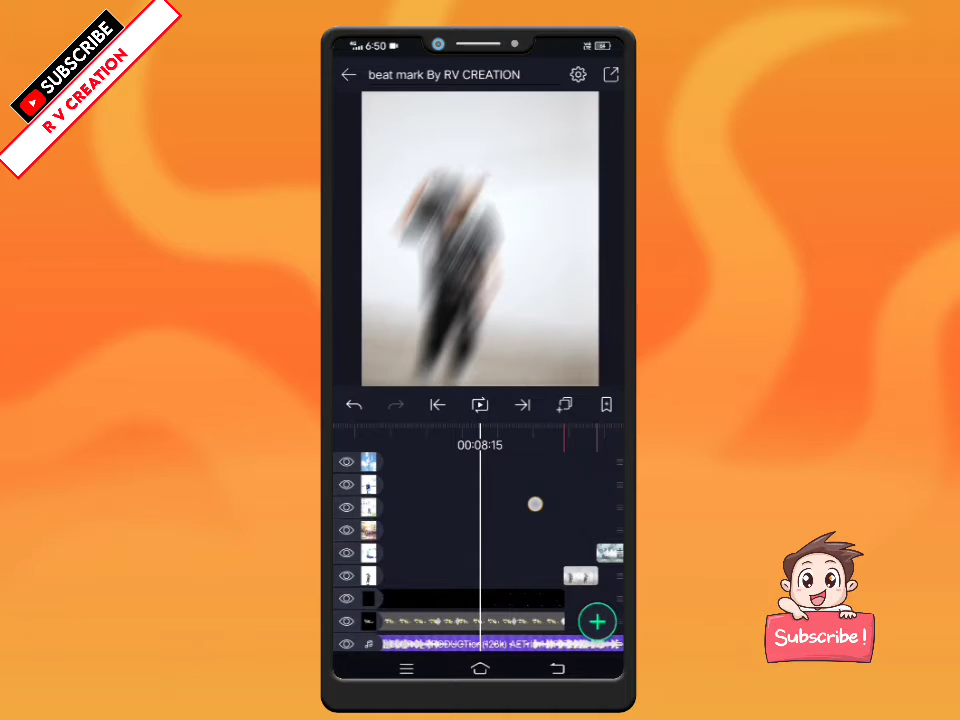 SUBSCRIBE
R V CREATION
6:50
beat mark By RV CREATION
00:08:15
Subscribe!